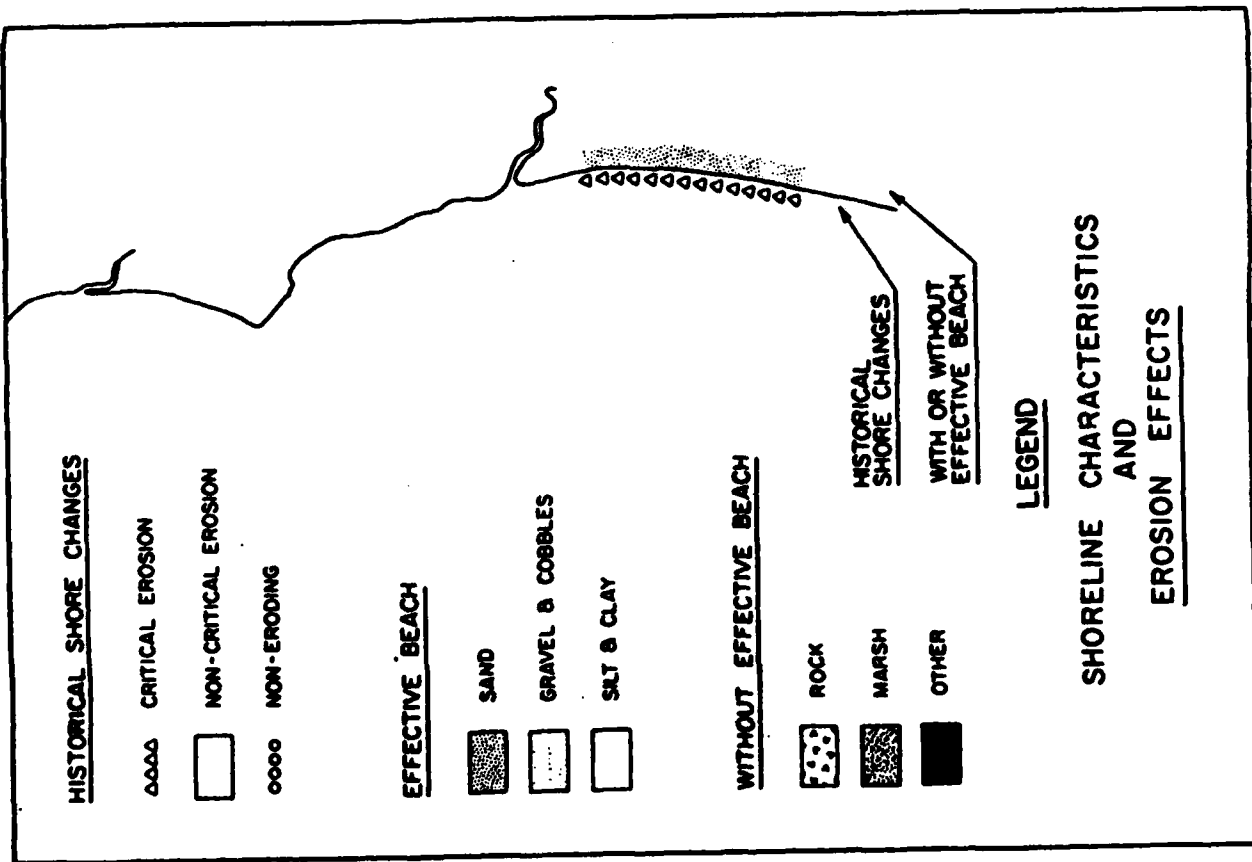 HISTORICAL SHORE CHANGES
CRITICAL EROSION
NON-CRITICAL EROSION
NON-ERODING
EFFECTIVE BEACH
SAND
GRAVEL & COBBLES
SILT & CLAY
WITHOUT EFFECTIVE BEACH
ROCK
MARSH
OTHER
HISTORICAL
SHORE CHANGES
WITH OR WITHOUT
EFFECTIVE BEACH
LEGEND
SHORELINE CHARACTERISTICS
AND
EROSION EFFECTS